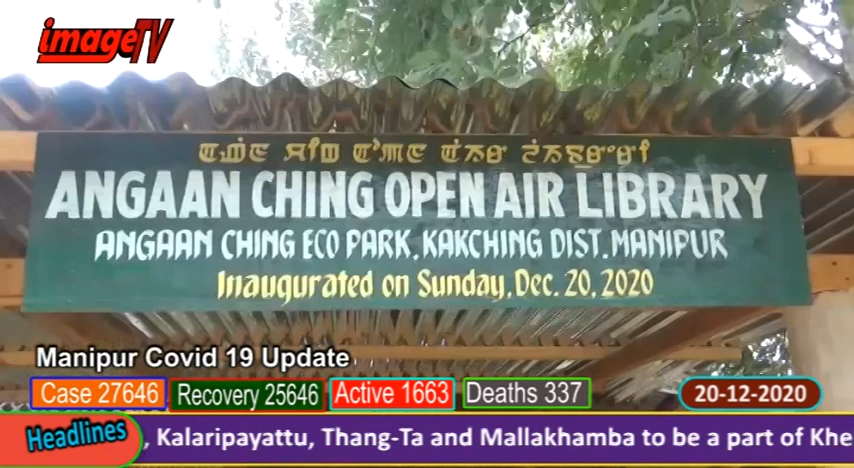 imageTV
ꯑꯉꯥꯟ ꯆꯤꯡ
ANGAAN CHING OPEN AIR LIBRARY
ANGAAN CHING ECO PARK, KAKCHING DIST. MANIPUR
Inaugurated on Sunday, Dec. 20, 2020
Manipur Covid 19 Update
Case 27646 Recovery 25646 Active 1663 Deaths 337 20-12-2020
Headlines , Kalaripayattu, Thang-Ta and Mallakhamba to be a part of Khe